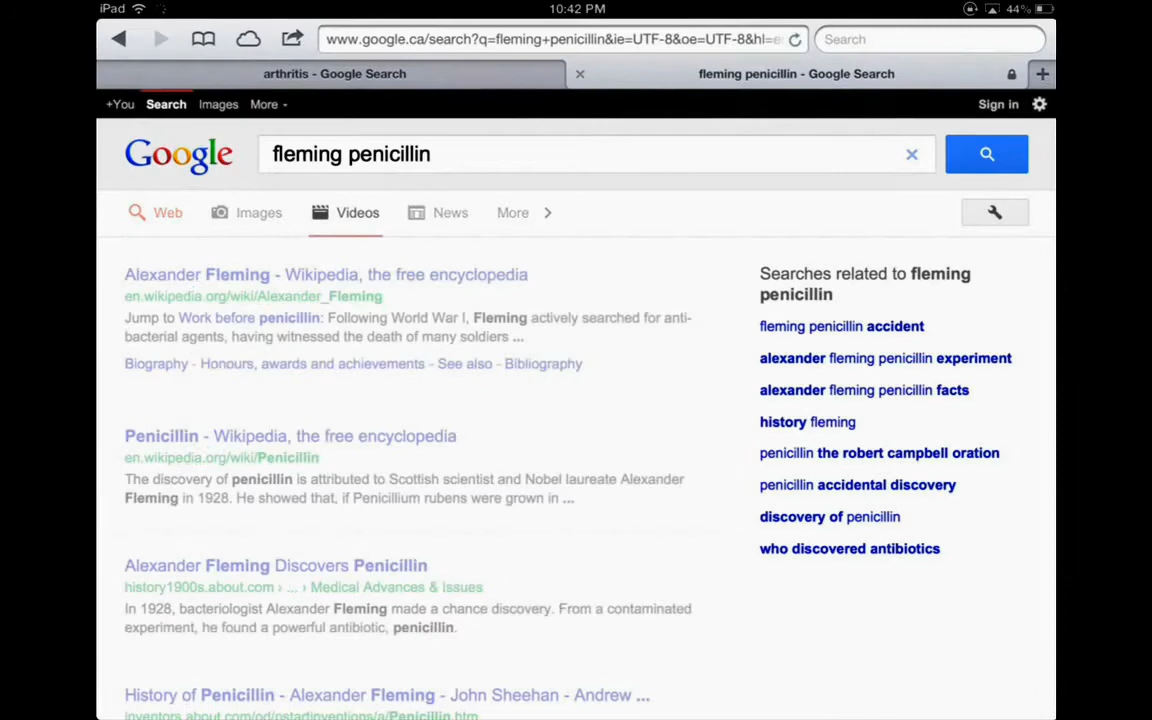 iPad 10:42 PM 44%
www.google.ca/search?q=fleming+penicillin&ie=UTF-8&oe=UTF-8&hl=e Search
arthritis - Google Search fleming penicillin - Google Search
+You Search Images More Sign in
Google fleming penicillin
Web Images Videos News More
Alexander Fleming - Wikipedia, the free encyclopedia
en.wikipedia.org/wiki/Alexander_Fleming
Jump to Work before penicillin: Following World War I, Fleming actively searched for anti-
bacterial agents, having witnessed the death of many soldiers ...
Biography - Honours, awards and achievements - See also - Bibliography
Penicillin - Wikipedia, the free encyclopedia
en.wikipedia.org/wiki/Penicillin
The discovery of penicillin is attributed to Scottish scientist and Nobel laureate Alexander
Fleming in 1928. He showed that, if Penicillium rubens were grown in ...
Alexander Fleming Discovers Penicillin
history1900s.about.com › ... › Medical Advances & Issues
In 1928, bacteriologist Alexander Fleming made a chance discovery. From a contaminated
experiment, he found a powerful antibiotic, penicillin.
History of Penicillin - Alexander Fleming - John Sheehan - Andrew ...
inventors.about.com/od/pstartinventions/a/Penicillin.htm
Searches related to fleming
penicillin
fleming penicillin accident
alexander fleming penicillin experiment
alexander fleming penicillin facts
history fleming
penicillin the robert campbell oration
penicillin accidental discovery
discovery of penicillin
who discovered antibiotics